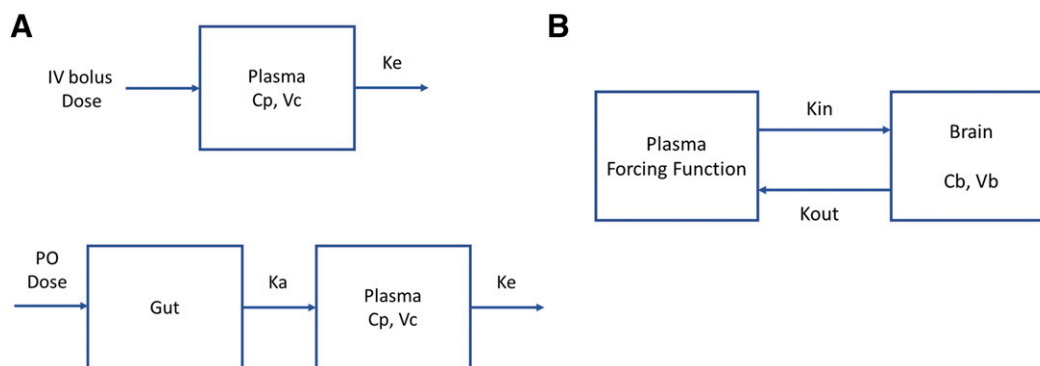 A
IV bolus
Dose
Plasma
Cp, Vc
Ke
PO
Dose
Gut
Ka
Plasma
Cp, Vc
Ke
B
Plasma
Forcing Function
Kin
Kout
Brain
Cb, Vb